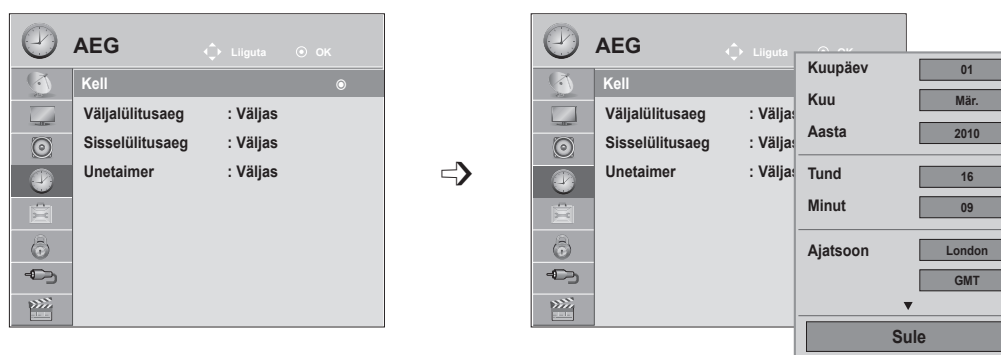 AEG
Liiguta OK
Kell
Väljalülitusaeg : Väljas
Sisselülitusaeg : Väljas
Unetaimer : Väljas
AEG
Liiguta OK
Kell
Väljalülitusaeg : Väljas
Sisselülitusaeg : Väljas
Unetaimer : Väljas
Kuupäev 01
Kuu Mär.
Aasta 2010
Tund 16
Minut 09
Ajatsoon London
GMT
Sule